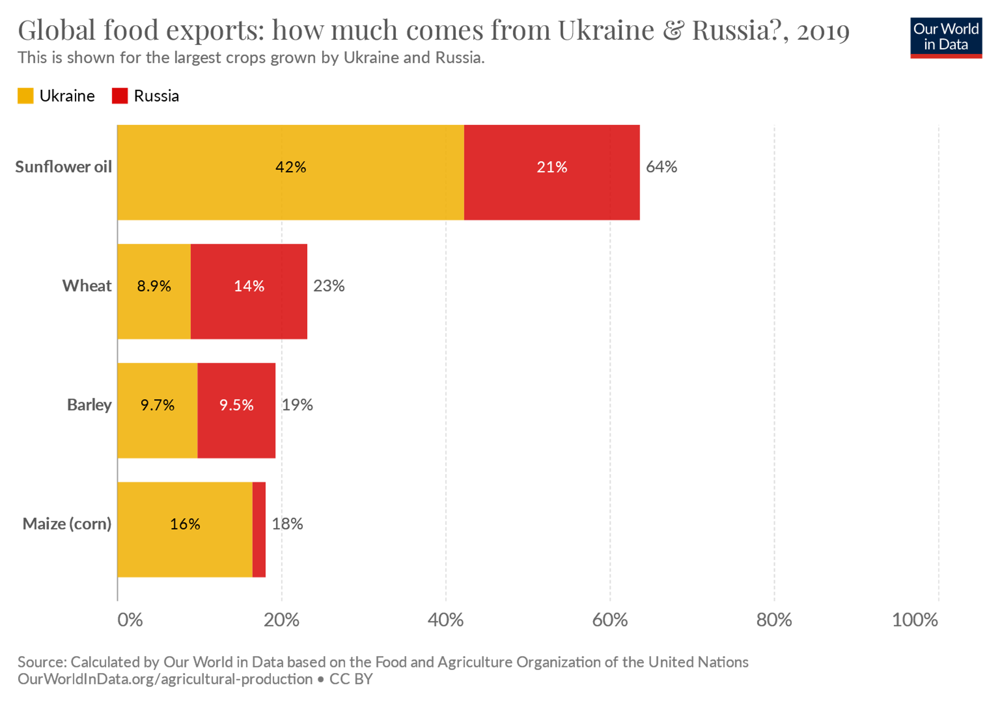 Global food exports: how much comes from Ukraine & Russia?, 2019
This is shown for the largest crops grown by Ukraine and Russia.
Our World
in Data
Ukraine Russia
Sunflower oil 42% 21% 64%
Wheat 8.9% 14% 23%
Barley 9.7% 9.5% 19%
Maize (corn) 16% 18%
0% 20% 40% 60% 80% 100%
Source: Calculated by Our World in Data based on the Food and Agriculture Organization of the United Nations
OurWorldInData.org/agricultural-production • CC BY